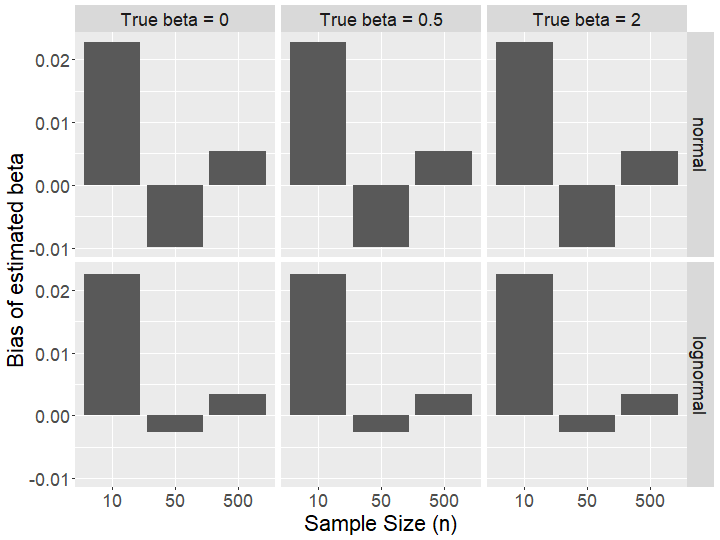 True beta = 0
True beta = 0.5
True beta = 2
Bias of estimated beta
0.02
0.01
0.00
-0.01
normal
0.02
0.01
0.00
-0.01
lognormal
10 50 500
10 50 500
10 50 500
Sample Size (n)